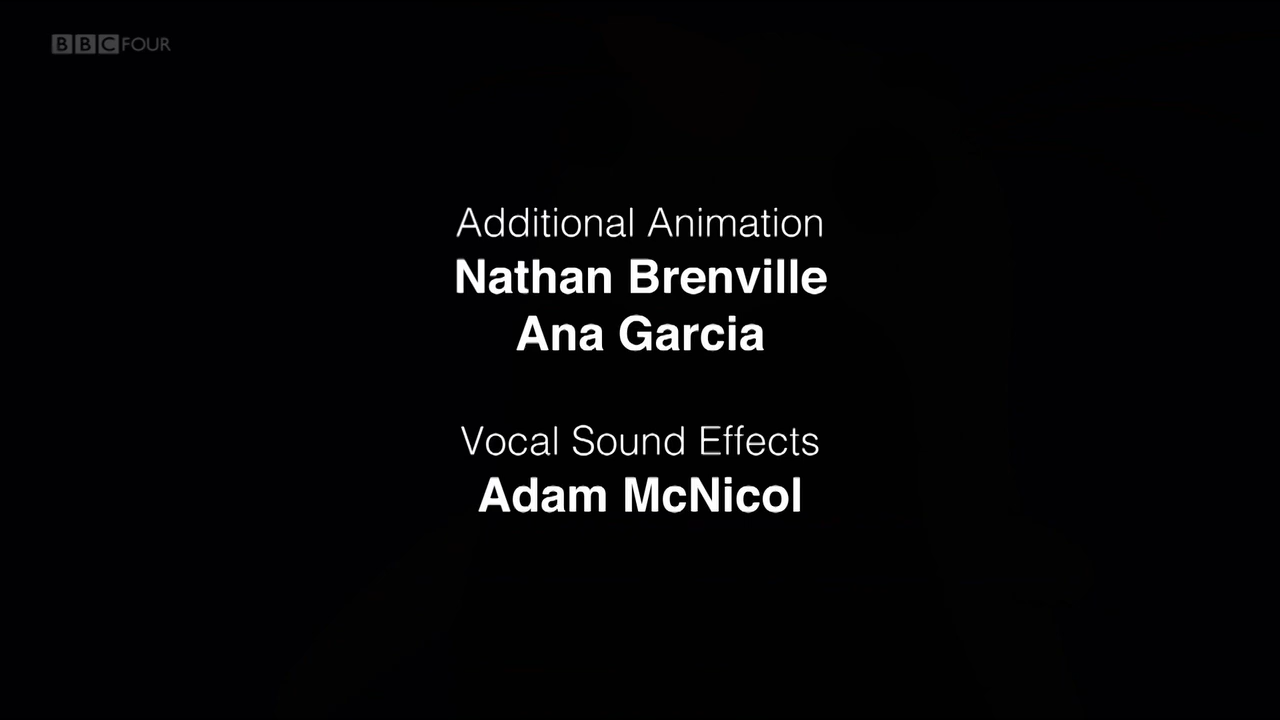 BBC FOUR
Additional Animation
Nathan Brenville
Ana Garcia
Vocal Sound Effects
Adam McNicol